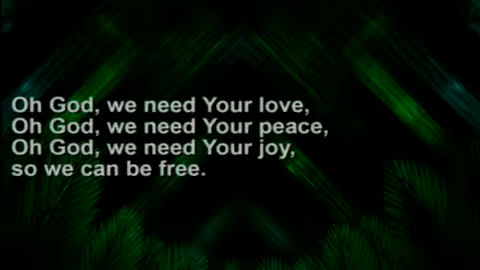 Oh God, we need Your love,
Oh God, we need Your peace,
Oh God, we need Your joy,
so we can be free.